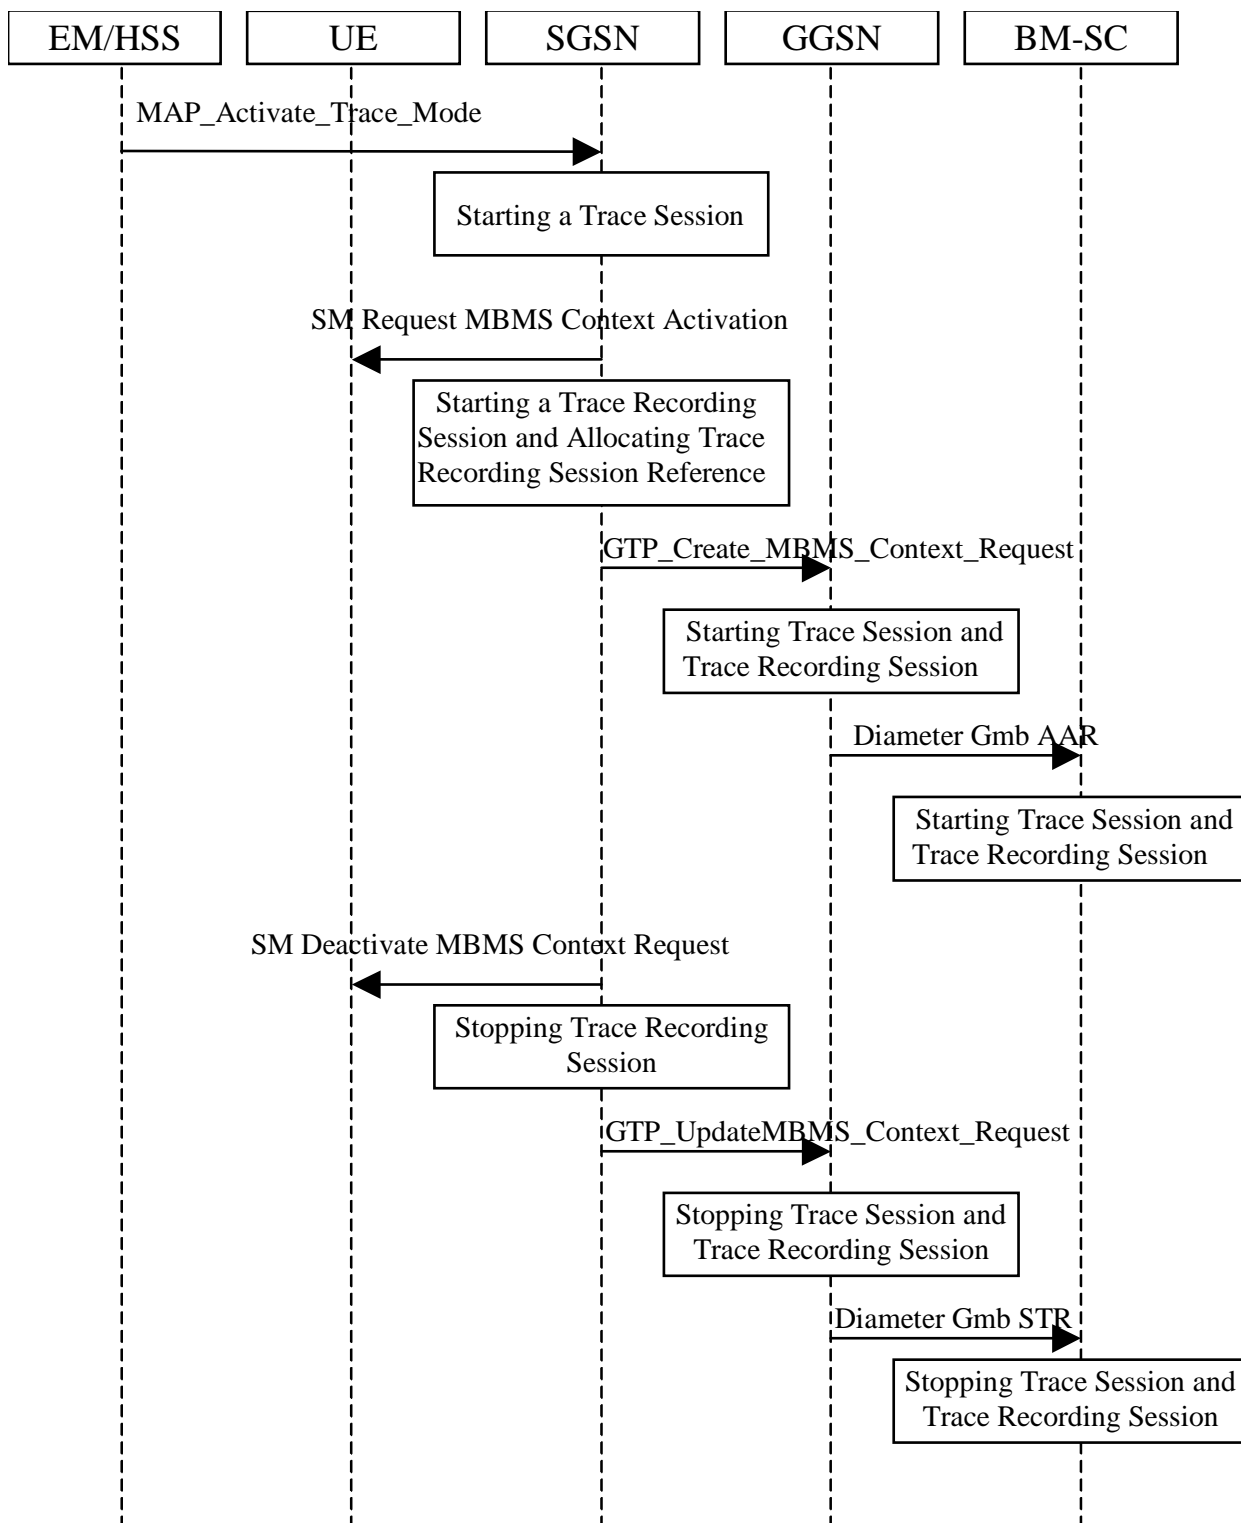 EM/HSS
UE
SGSN
GGSN
BM-SC
MAP_Activate_Trace_Mode
Starting a Trace Session
SM Request MBMS Context Activation
Starting a Trace Recording
Session and Allocating Trace
Recording Session Reference
GTP_Create_MBMS_Context_Request
Starting Trace Session and
Trace Recording Session
Diameter Gmb AAR
Starting Trace Session and
Trace Recording Session
SM Deactivate MBMS Context Request
Stopping Trace Recording
Session
GTP_UpdateMBMS_Context_Request
Stopping Trace Session and
Trace Recording Session
Diameter Gmb STR
Stopping Trace Session and
Trace Recording Session